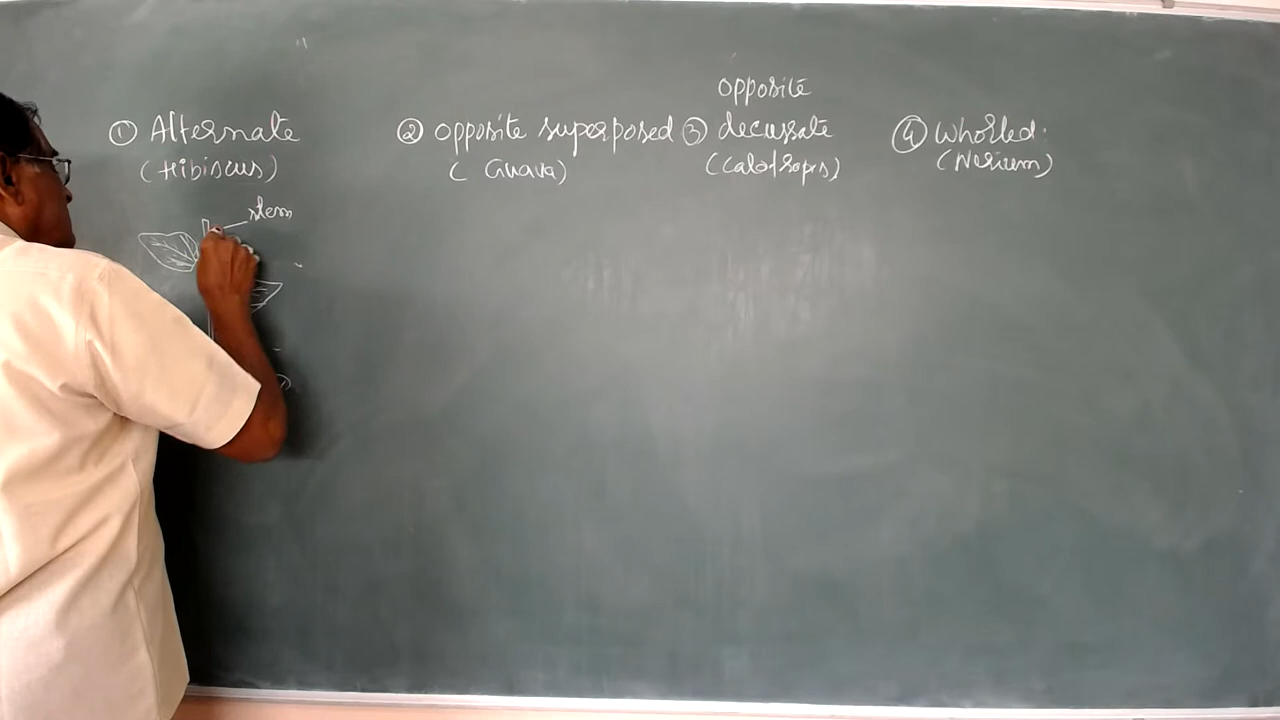 ① Alternate
(Hibiscus)
stem
② opposite superposed
( Guava)
③ opposite
decussate
(calotropis)
④ whorled.
(Nerium)